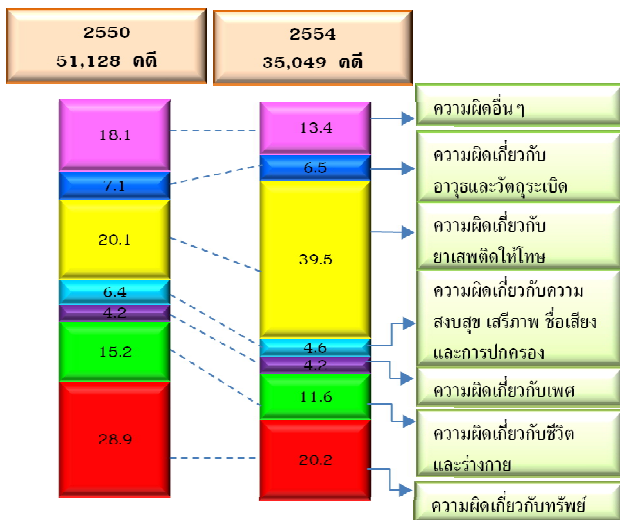 2550
51,128 คดี
2554
35,049 คดี
18.1
7.1
20.1
6.4
4.2
15.2
28.9
13.4
6.5
39.5
4.6
4.2
11.6
20.2
ความผิดอื่นๆ
ความผิดเกี่ยวกับ
อาวุธและวัตถุระเบิด
ความผิดเกี่ยวกับ
ยาเสพติดให้โทษ
ความผิดเกี่ยวกับความ
สงบสุข เสรีภาพ ชื่อเสียง
และการปกครอง
ความผิดเกี่ยวกับเพศ
ความผิดเกี่ยวกับชีวิต
และร่างกาย
ความผิดเกี่ยวกับทรัพย์